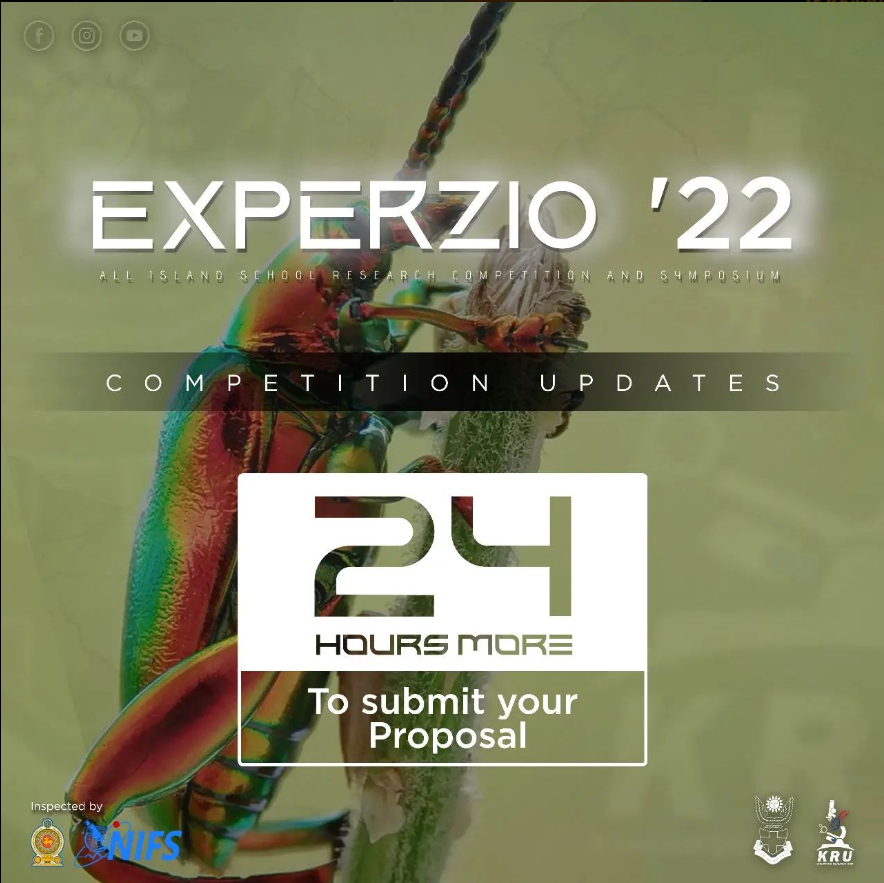 EXPERZIO '22
ALL ISLAND SCHOOL RESEARCH COMPETITION AND SYMPOSIUM
COMPETITION UPDATES
24
HOURS MORE
To submit your
Proposal
KR
Inspected by
NIFS
KRU